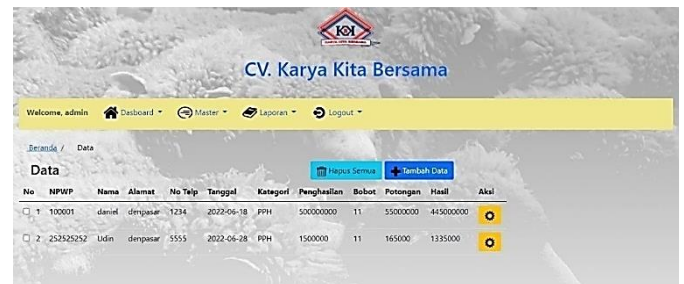 KKI
CV. Karya Kita Bersama
Welcome, admin Dasboard Master Laporan Logout
Beranda / Data
Data
Hapus Semua Tambah Data
No NPWP Nama Alamat No Telp Tanggal Kategori Penghasilan Bobot Potongan Hasil Aksi
1 100001 daniel denpasar 1234 2022-06-18 PPH 500000000 11 55000000 445000000
2 252525252 Udin denpasar 5555 2022-06-28 PPH 1500000 11 165000 1335000